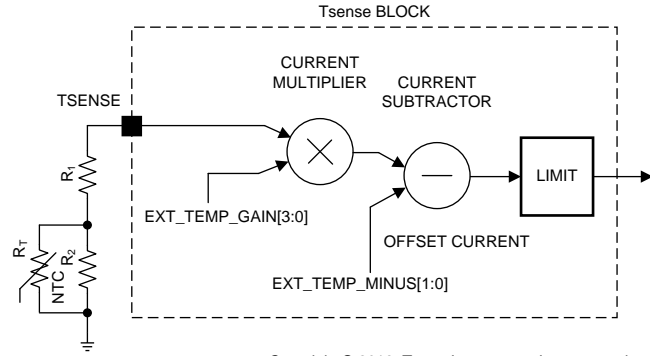 Tsense BLOCK
CURRENT
MULTIPLIER
CURRENT
SUBTRACTOR
TSENSE
R1
LIMIT
EXT_TEMP_GAIN[3:0]
RT
NTC
R2
OFFSET CURRENT
EXT_TEMP_MINUS[1:0]